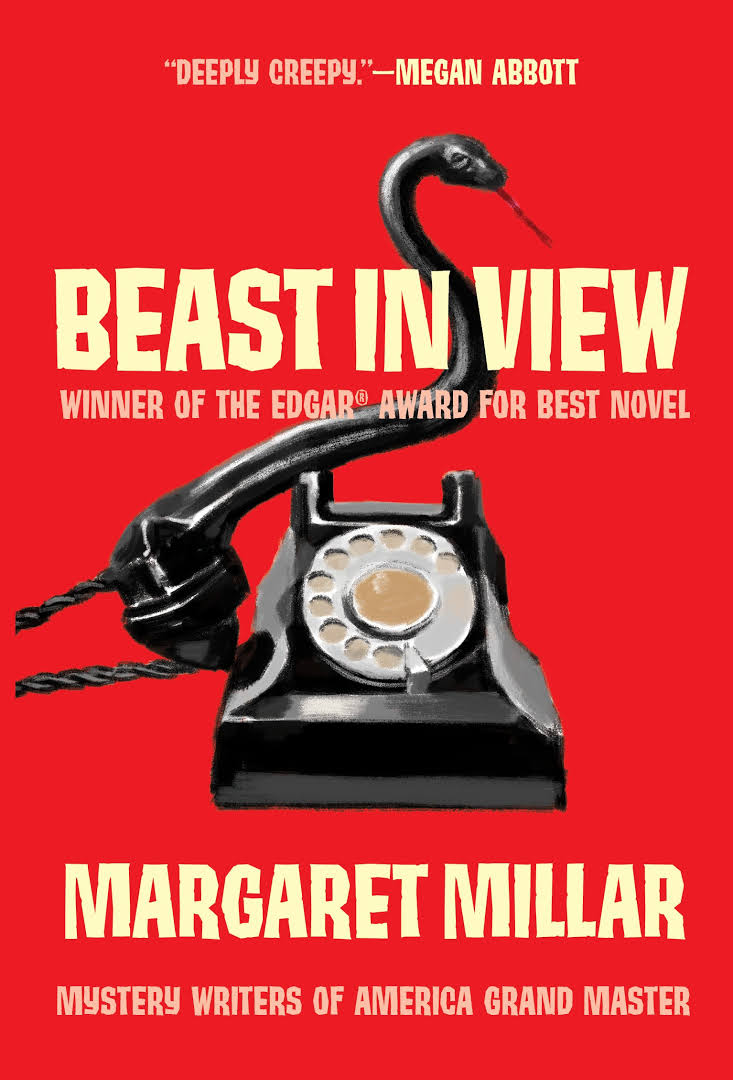 “DEEPLY CREEPY.”—MEGAN ABBOTT
BEAST IN VIEW
WINNER OF THE EDGAR® AWARD FOR BEST NOVEL
MARGARET MILLAR
MYSTERY WRITERS OF AMERICA GRAND MASTER